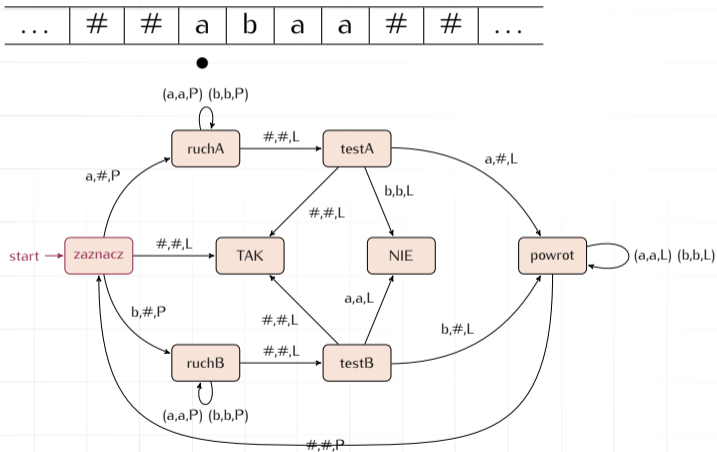 ... # # a b a a # # ...
(a,a,P) (b,b,P)
ruchA
#,#,L
testA
a,#,L
a,#,P
b,b,L
#,#,L
start
zaznacz
#,#,L
TAK
NIE
powrot
(a,a,L) (b,b,L)
b,#,P
#,#,L
a,a,L
b,#,L
ruchB
#,#,L
testB
(a,a,P) (b,b,P)
#,#,P